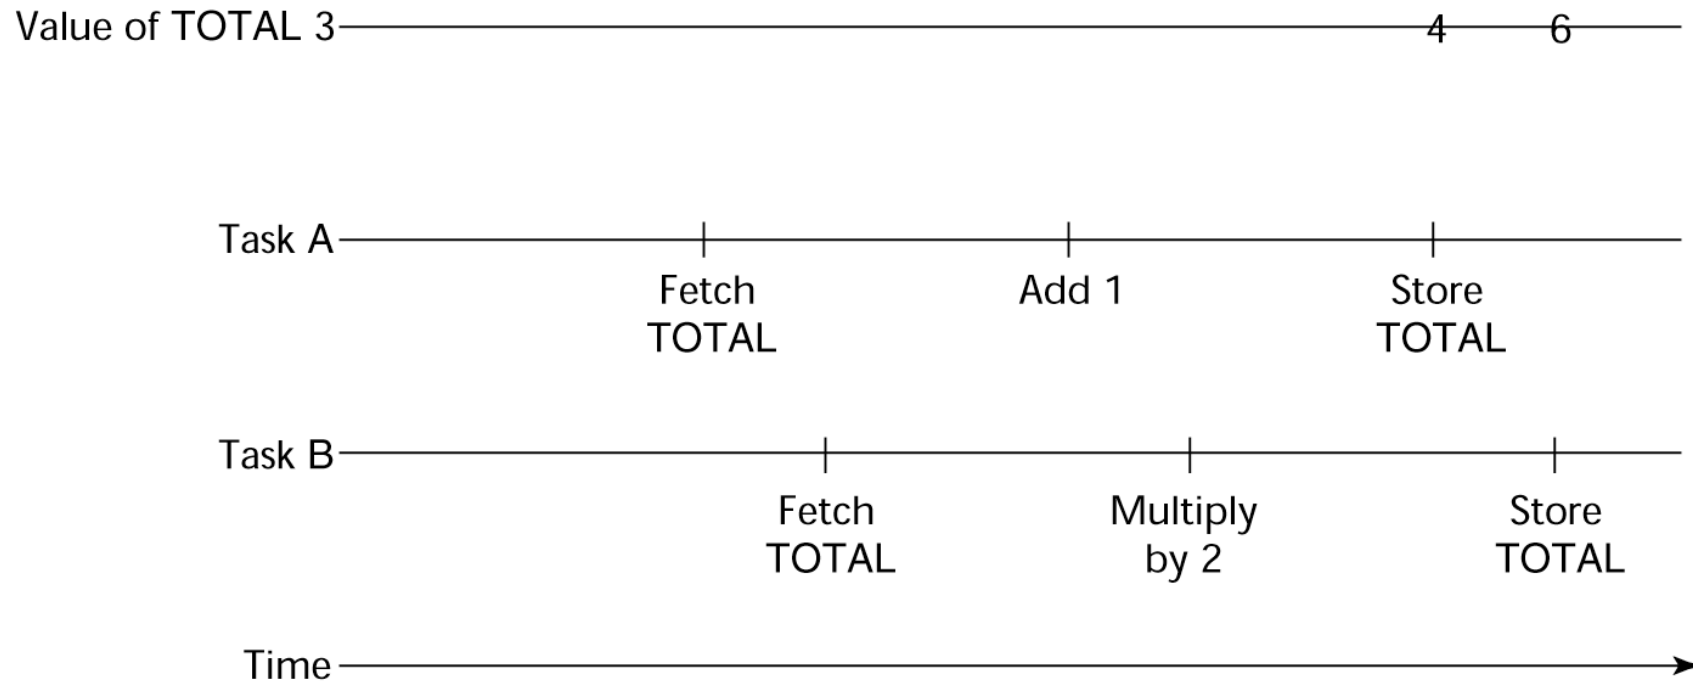 Value of TOTAL 3 4 6
Task A
Fetch Add 1 Store
TOTAL TOTAL
Task B
Fetch Multiply Store
TOTAL by 2 TOTAL
Time